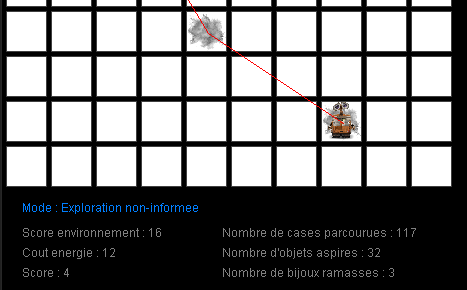 Mode : Exploration non-informee
Score environnement : 16
Nombre de cases parcourues : 117
Cout energie : 12
Nombre d'objets aspires : 32
Score : 4
Nombre de bijoux ramasses : 3